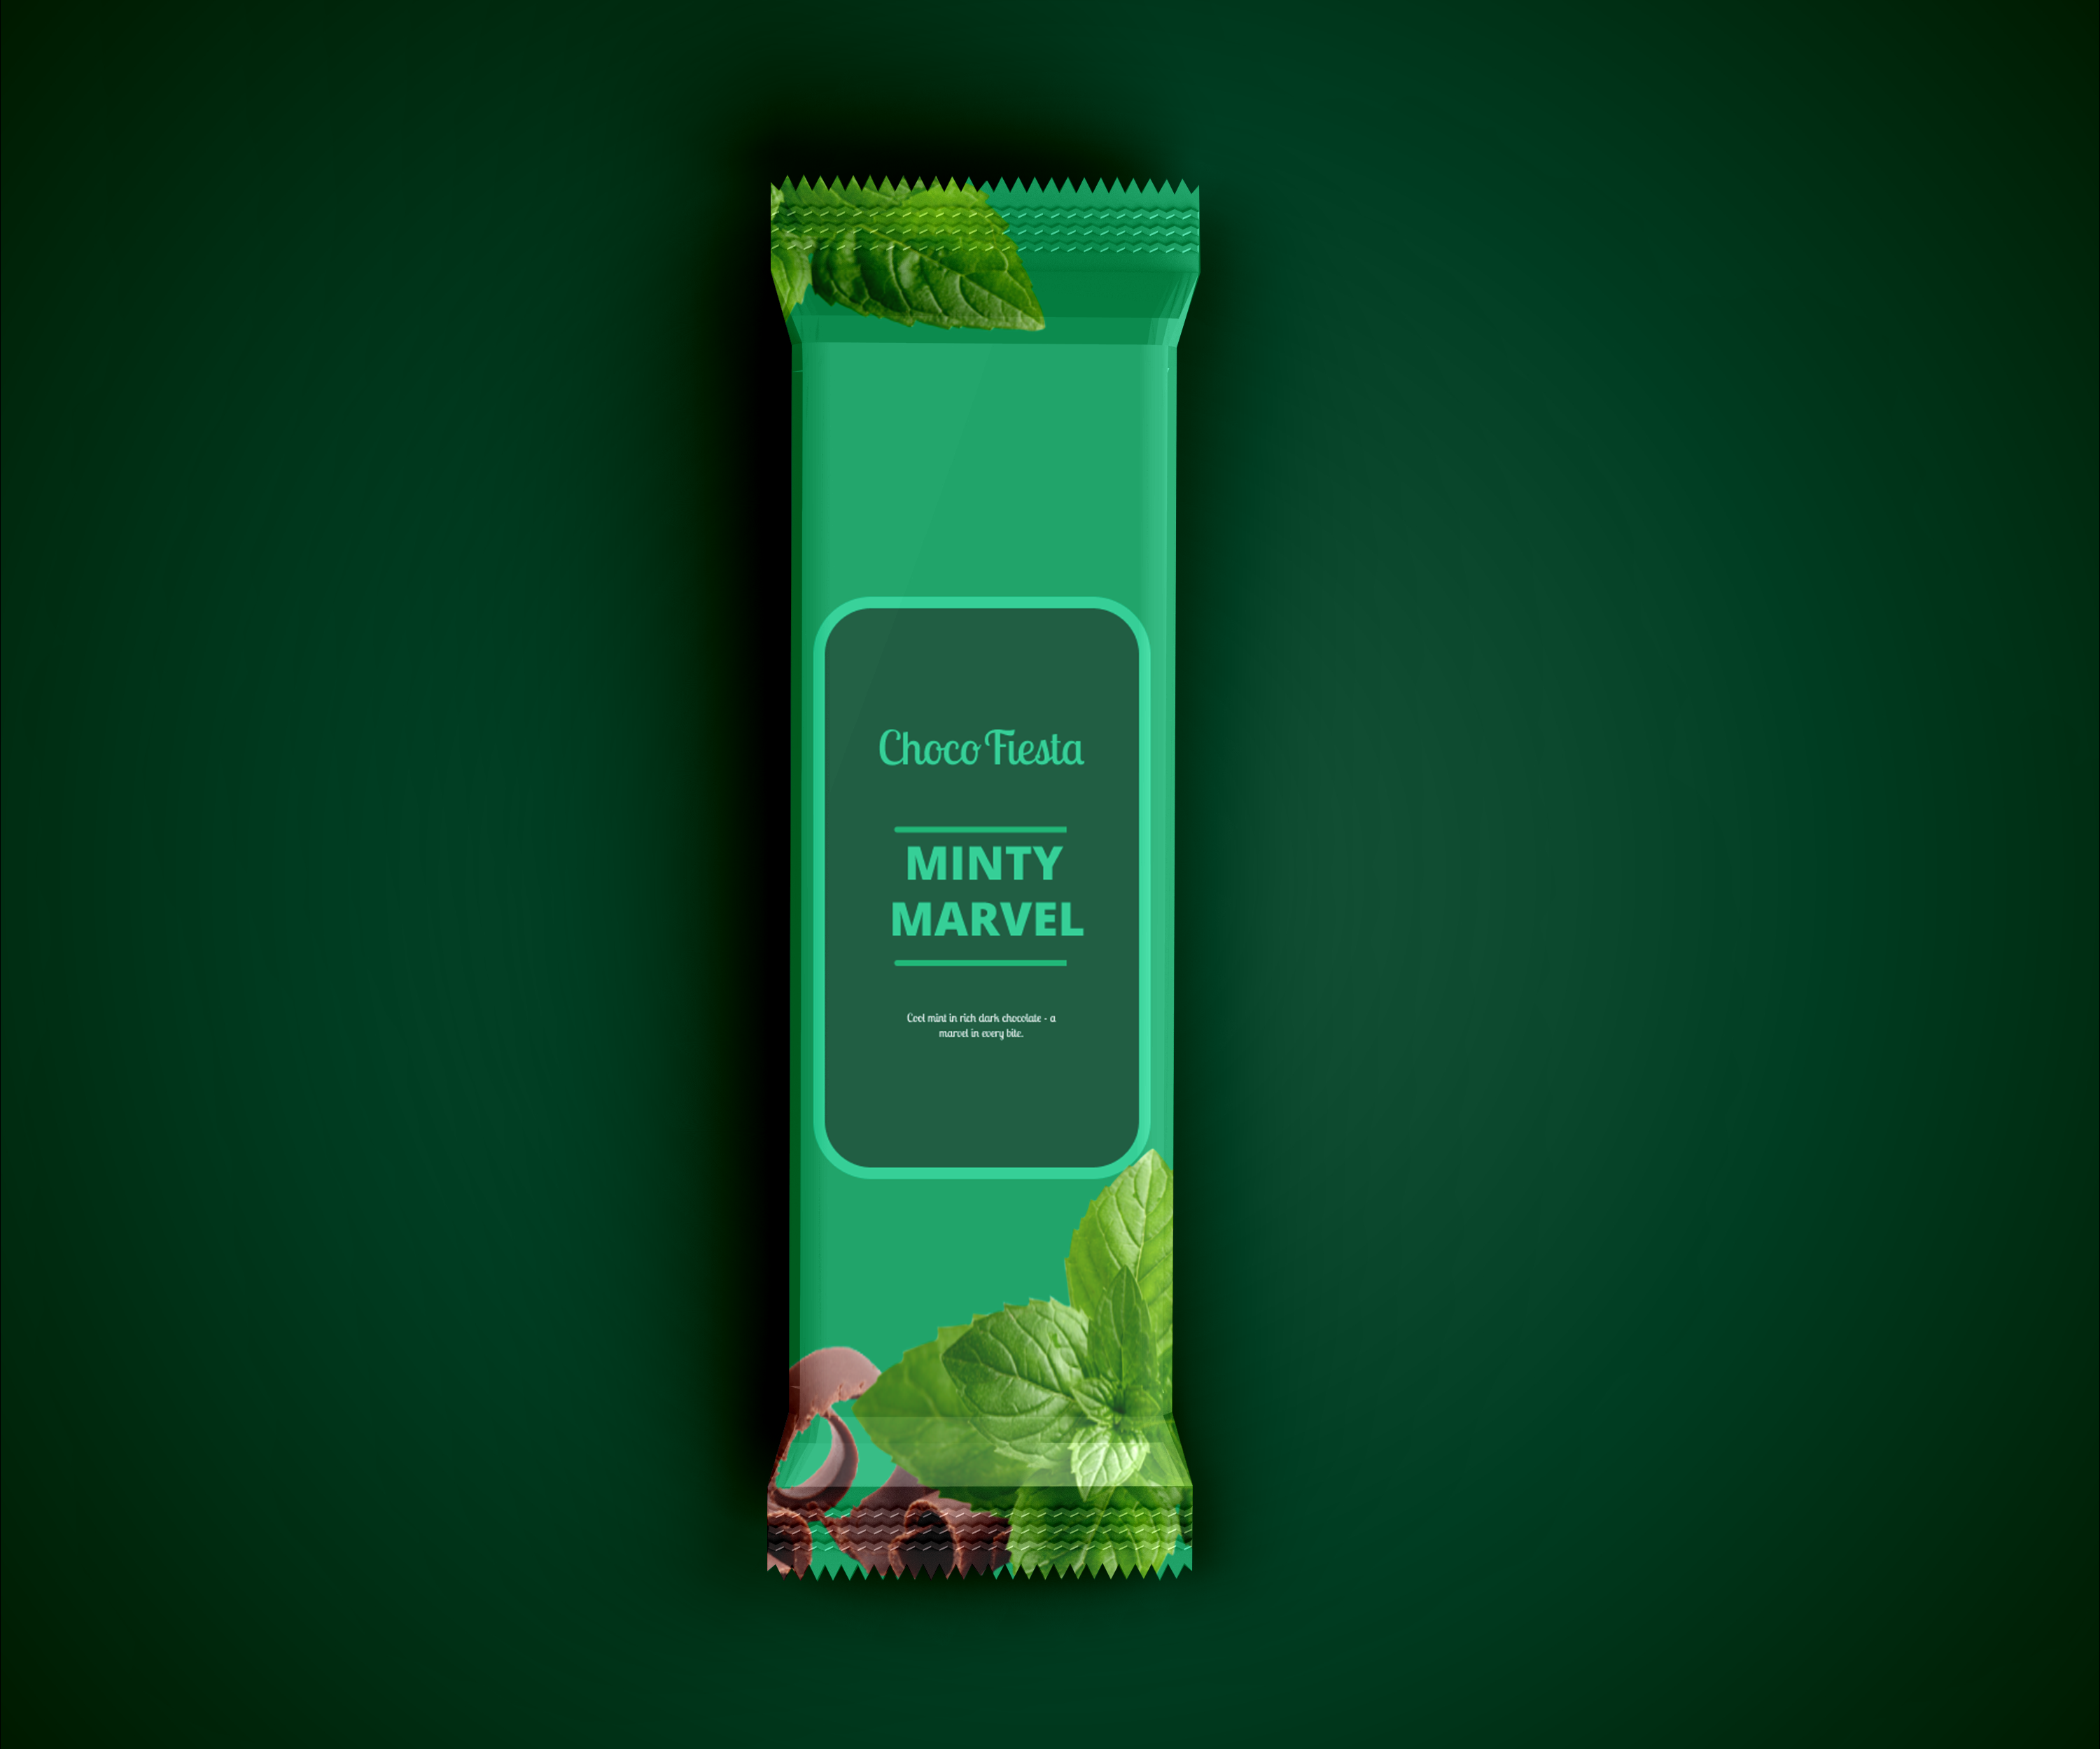 Choco Fiesta
MINTY
MARVEL
Cool mint in rich dark chocolate - a
marvel in every bite.